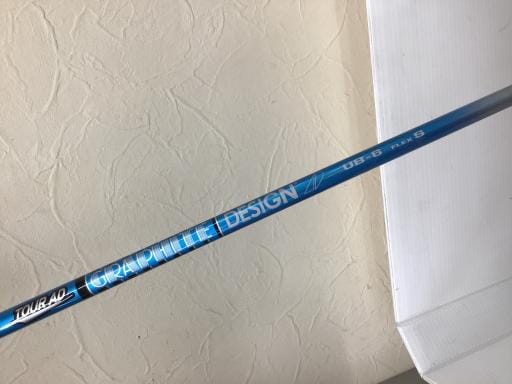 TOUR AD GRAPHITE DESIGN UB-6 FLEX S